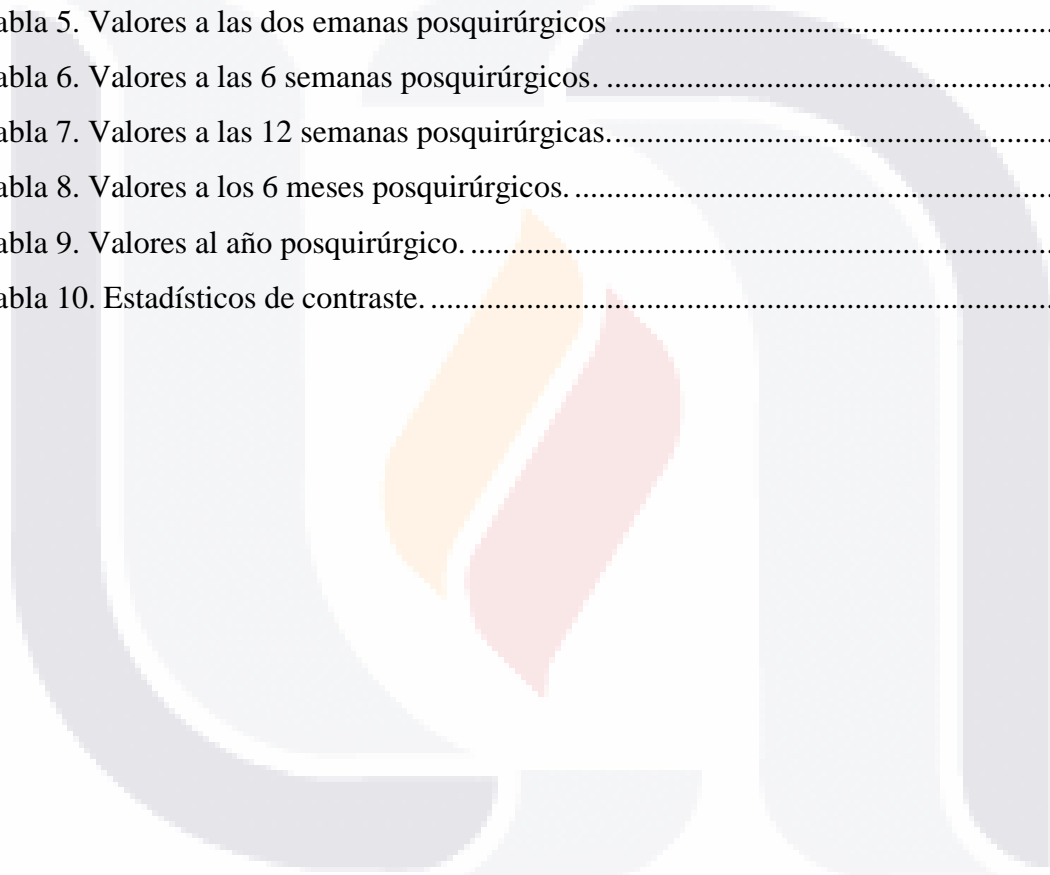 abla 5. Valores a las dos emanas posquirúrgicos ........................................................
abla 6. Valores a las 6 semanas posquirúrgicos. ........................................................
abla 7. Valores a las 12 semanas posquirúrgicas.........................................................
abla 8. Valores a los 6 meses posquirúrgicos. ............................................................
abla 9. Valores al año posquirúrgico. ..........................................................................
abla 10. Estadísticos de contraste. ...............................................................................